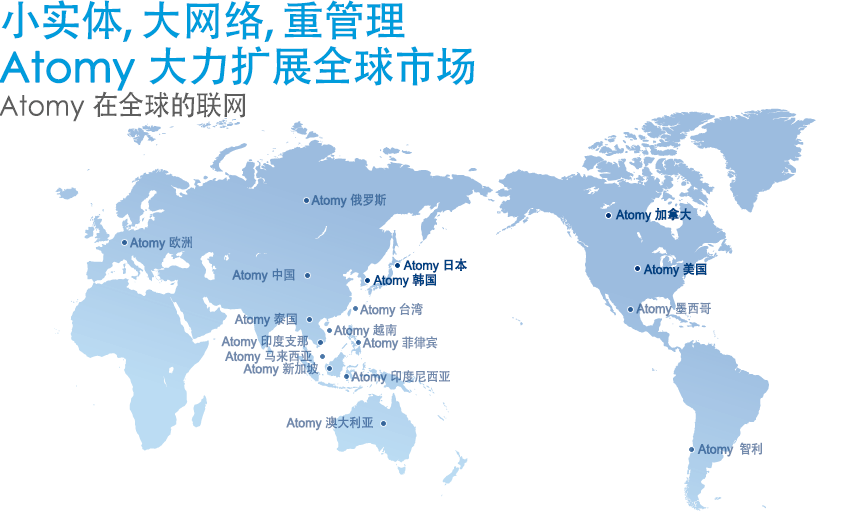 小实体, 大网络, 重管理
Atomy 大力扩展全球市场
Atomy 在全球的联网
Atomy 俄罗斯
Atomy 加拿大
Atomy 欧洲
Atomy 日本
Atomy 美国
Atomy 中国
Atomy 韩国
Atomy 台湾
Atomy 墨西哥
Atomy 泰国
Atomy 越南
Atomy 印度支那
Atomy 菲律宾
Atomy 马来西亚
Atomy 新加坡
Atomy 印度尼西亚
Atomy 澳大利亚
Atomy 智利